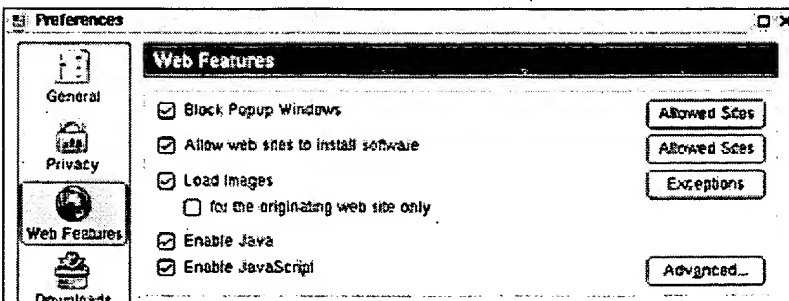 Preferences
General
Privacy
Web Features
Downloads
Web Features
Block Popup Windows
Allowed Sites
Allow web sites to install software
Allowed Sites
Load Images
Exceptions
for the originating web site only
Enable Java
Enable JavaScript
Advanced...